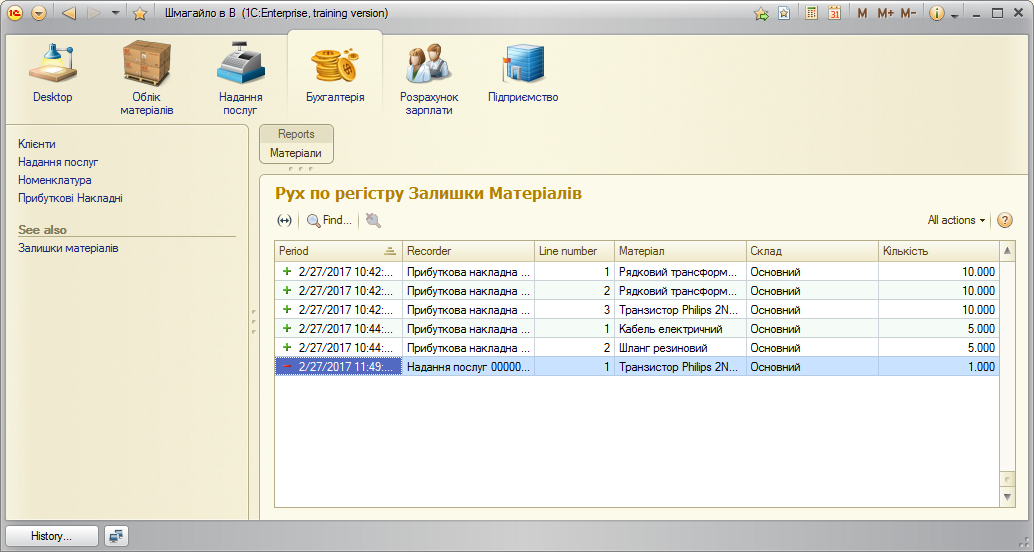 Шмагайло в В (1C:Enterprise, training version)
M M+ M-
Desktop
Облік матеріалів
Надання послуг
Бухгалтерія
Розрахунок зарплати
Підприємство
Клієнти
Надання послуг
Номенклатура
Прибуткові Накладні
See also
Залишки матеріалів
Reports
Матеріали
Рух по регістру Залишки Матеріалів
Find... All actions
Period Recorder Line number Матеріал Склад Кількість
2/27/2017 10:42:... Прибуткова накладна ... 1 Рядковий трансформ... Основний 10.000
2/27/2017 10:42:... Прибуткова накладна ... 2 Рядковий трансформ... Основний 10.000
2/27/2017 10:42:... Прибуткова накладна ... 3 Транзистор Philips 2N... Основний 10.000
2/27/2017 10:44:... Прибуткова накладна ... 1 Кабель електричний Основний 5.000
2/27/2017 10:44:... Прибуткова накладна ... 2 Шланг резиновий Основний 5.000
2/27/2017 11:49:... Надання послуг 00000... 1 Транзистор Philips 2N... Основний 1.000
History...